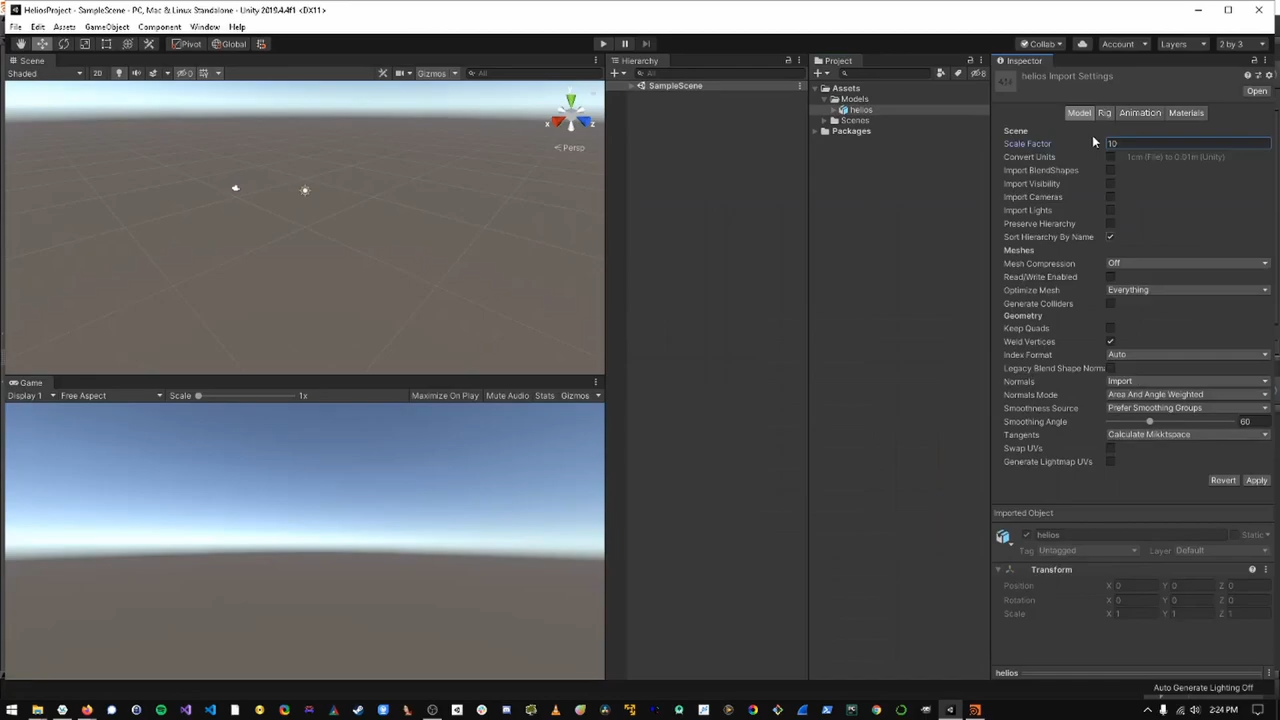 HeliosProject - SampleScene - PC, Mac & Linux Standalone - Unity 2019.4.4f1 <DX11>
File Edit Assets GameObject Component Window Help
Pivot Global Collab Account Layers 2 by 3
Scene
Shaded 2D 0 Gizmos All
x z
Persp
Game
Display 1 Free Aspect Scale 1x Maximize On Play Mute Audio Stats Gizmos
Hierarchy
All
SampleScene
Project
8
Assets
Models
helios
Scenes
Packages
Inspector
helios Import Settings
Open
Model Rig Animation Materials
Scene
Scale Factor 10
Convert Units 1cm (File) to 0.01m (Unity)
Import BlendShapes
Import Visibility
Import Cameras
Import Lights
Preserve Hierarchy
Sort Hierarchy By Name
Meshes
Mesh Compression Off
Read/Write Enabled
Optimize Mesh Everything
Generate Colliders
Geometry
Keep Quads
Weld Vertices
Index Format Auto
Legacy Blend Shape Norma
Normals Import
Normals Mode Area And Angle Weighted
Smoothness Source Prefer Smoothing Groups
Smoothing Angle 60
Tangents Calculate Mikktspace
Swap UVs
Generate Lightmap UVs
Revert Apply
Imported Object
helios Static
Tag Untagged Layer Default
Transform
Position X 0 Y 0 Z 0
Rotation X 0 Y 0 Z 0
Scale X 1 Y 1 Z 1
helios
Auto Generate Lighting Off
2:24 PM